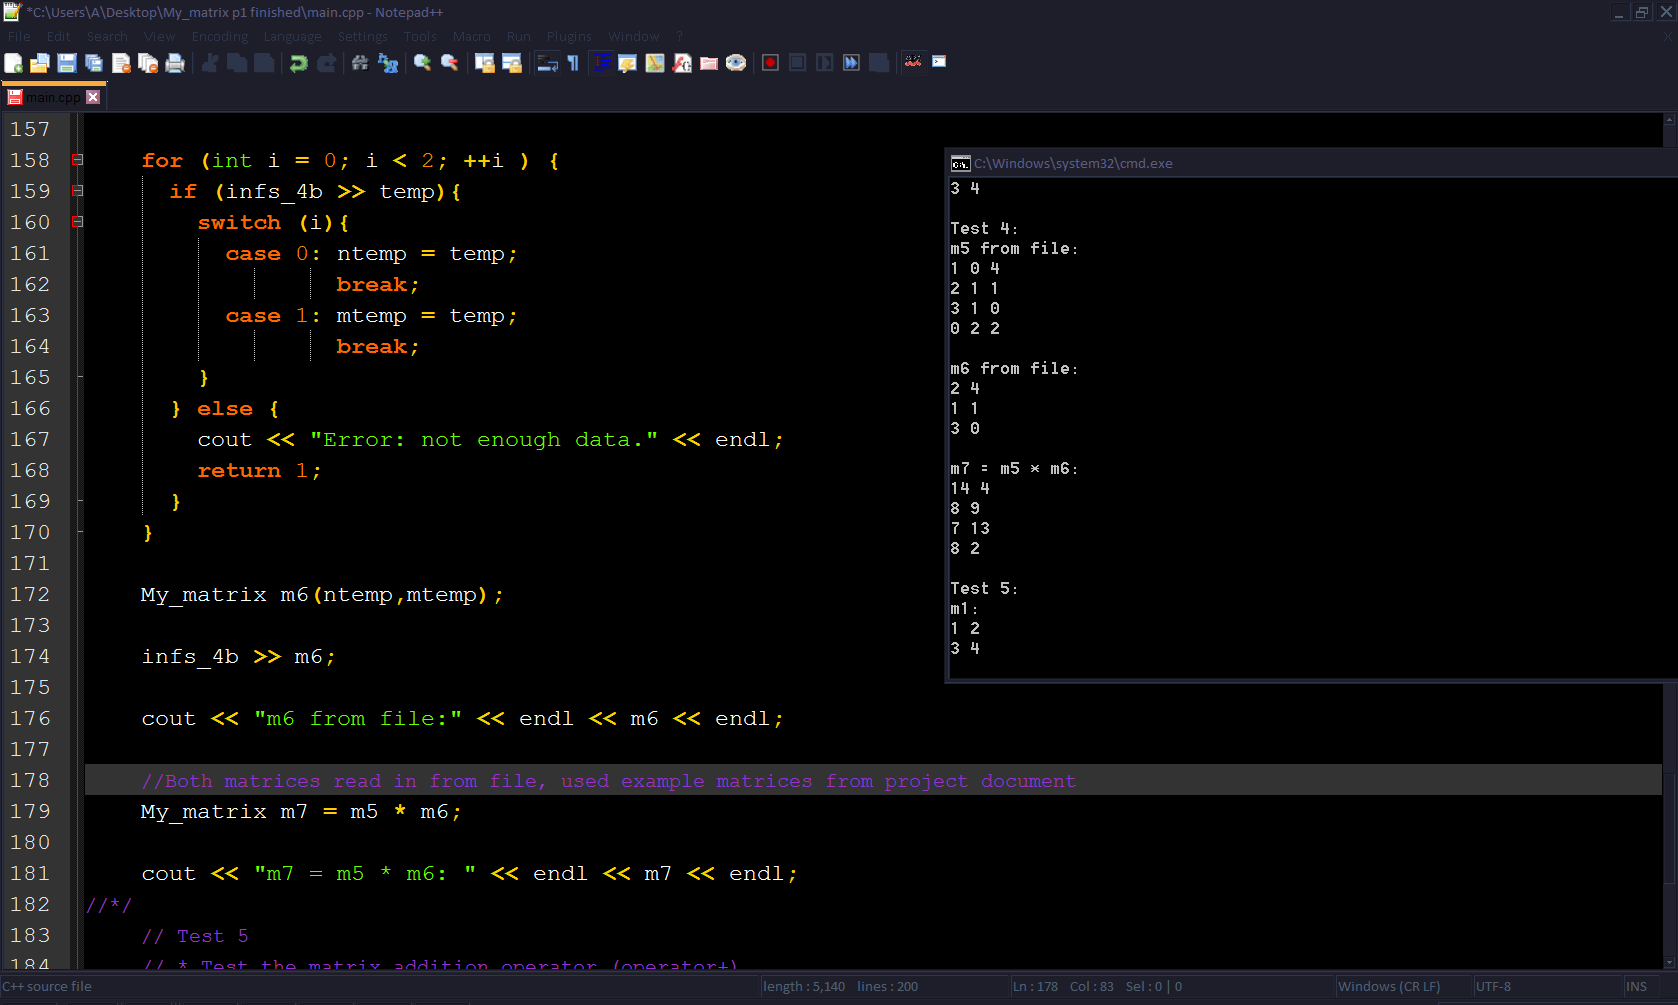 *C:\Users\A\Desktop\My_matrix p1 finished\main.cpp - Notepad++
File Edit Search View Encoding Language Settings Tools Macro Run Plugins Window ?
main.cpp
157
158 for (int i = 0; i < 2; ++i ) {
159 if (infs_4b >> temp){
160 switch (i){
161 case 0: ntemp = temp;
162 break;
163 case 1: mtemp = temp;
164 break;
165 }
166 } else {
167 cout << "Error: not enough data." << endl;
168 return 1;
169 }
170 }
171
172 My_matrix m6(ntemp,mtemp);
173
174 infs_4b >> m6;
175
176 cout << "m6 from file:" << endl << m6 << endl;
177
178 //Both matrices read in from file, used example matrices from project document
179 My_matrix m7 = m5 * m6;
180
181 cout << "m7 = m5 * m6: " << endl << m7 << endl;
182 //*/
183 // Test 5
184 // * Test the matrix addition operator (operator+)
C:\Windows\system32\cmd.exe
3 4
Test 4:
m5 from file:
1 0 4
2 1 1
3 1 0
0 2 2
m6 from file:
2 4
1 1
3 0
m7 = m5 * m6:
14 4
8 9
7 13
8 2
Test 5:
m1:
1 2
3 4
C++ source file length : 5,140 lines : 200 Ln : 178 Col : 83 Sel : 0 | 0 Windows (CR LF) UTF-8 INS